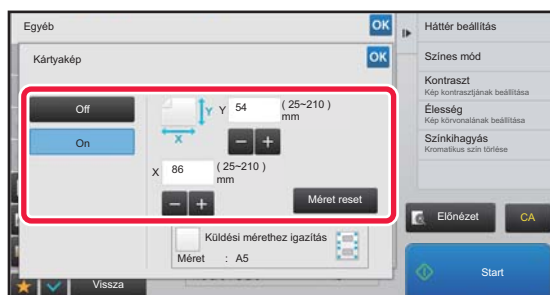 Egyéb
OK
Kártyakép
OK
Off
On
Y
Y 54 ( 25~210 )
mm
X
X 86 ( 25~210 )
mm
Méret reset
Küldési mérethez igazítás
Méret : A5
Vissza
Háttér beállítás
Színes mód
Kontraszt
Kép kontrasztjának beállítása
Élesség
Kép körvonalának beállítása
Színkihagyás
Kromatikus szín törlése
Előnézet
CA
Start